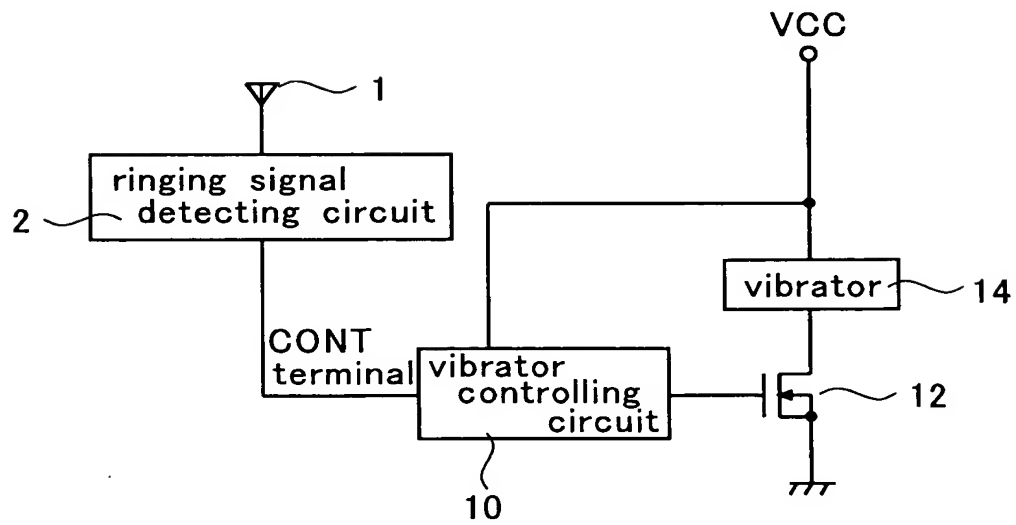 VCC
1
ringing signal
detecting circuit
2
vibrator
14
CONT
terminal
vibrator
controlling
circuit
12
10